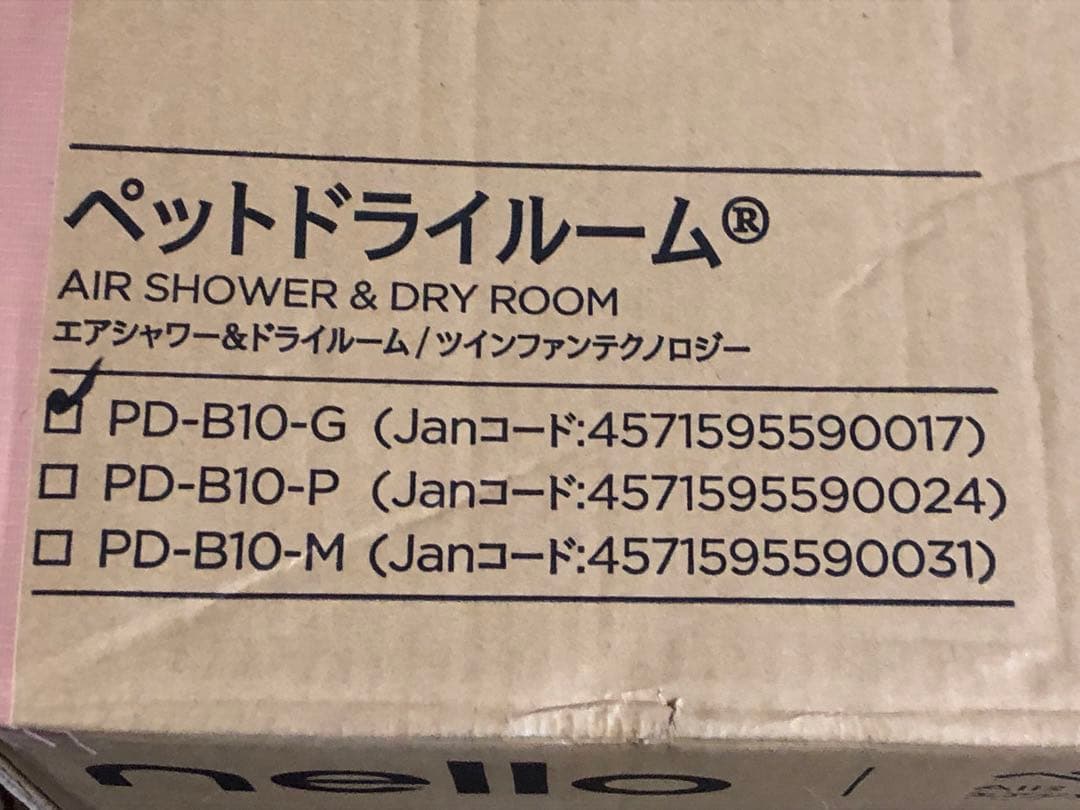 ペットドライルーム®
AIR SHOWER & DRY ROOM
エアシャワー&ドライルーム/ツインファンテクノロジー
PD-B10-G (Janコード:4571595590017)
PD-B10-P (Janコード:4571595590024)
PD-B10-M (Janコード:4571595590031)
nello /